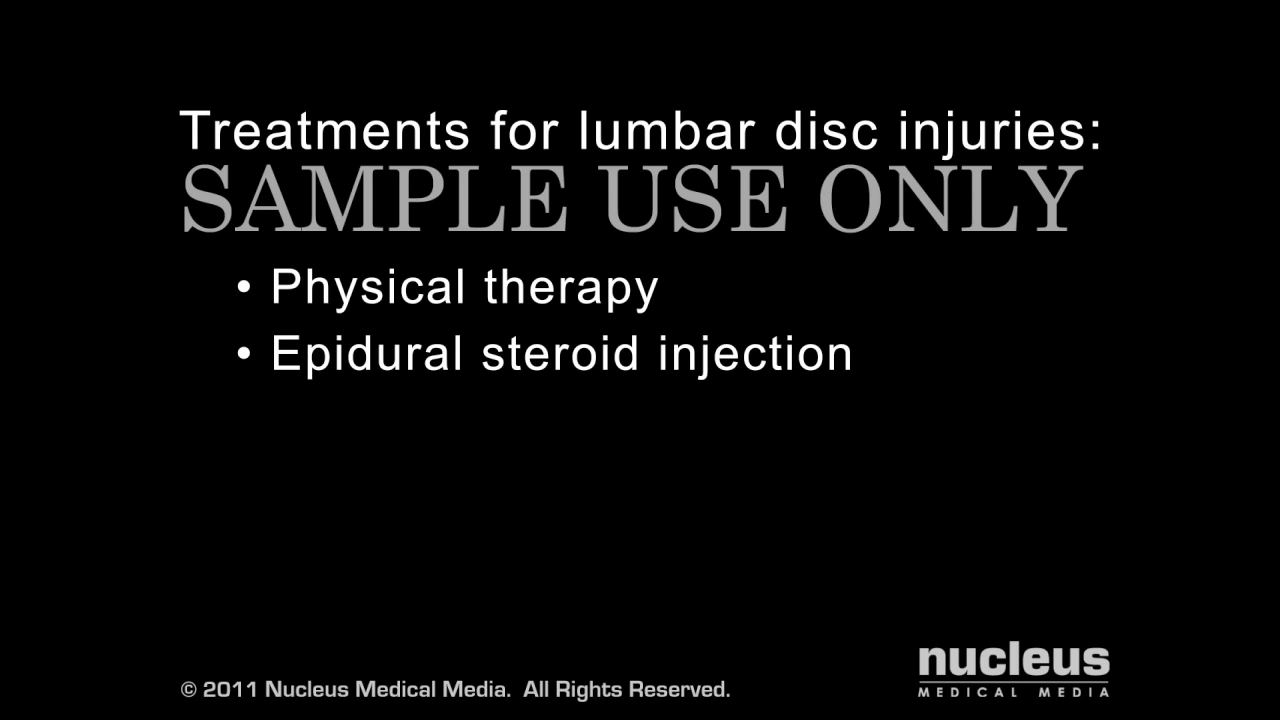 Treatments for lumbar disc injuries:
SAMPLE USE ONLY
• Physical therapy
• Epidural steroid injection
© 2011 Nucleus Medical Media. All Rights Reserved.
nucleus
MEDICAL MEDIA